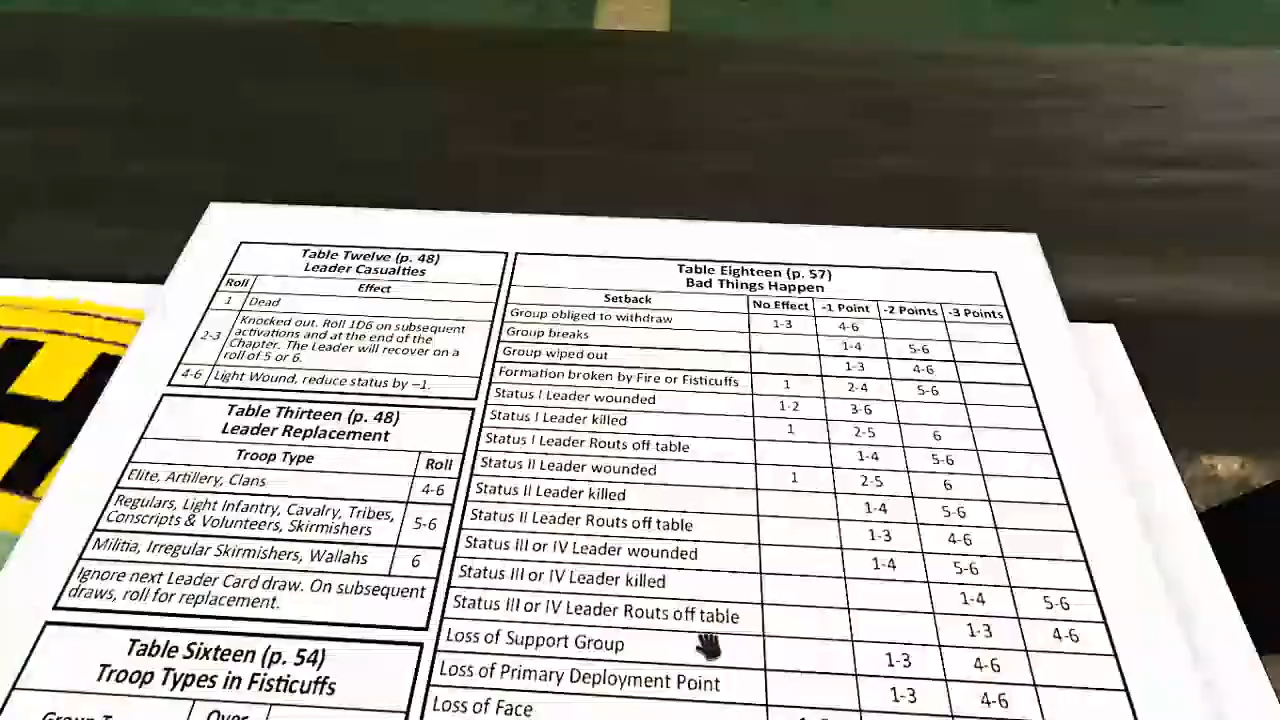 Table Twelve (p. 48)
Leader Casualties
Roll Effect
1 Dead
2-3 Knocked out. Roll 1D6 on subsequent
activations and at the end of the
Chapter. The Leader will recover on a
roll of 5 or 6.
4-6 Light Wound, reduce status by –1.
Table Thirteen (p. 48)
Leader Replacement
Troop Type Roll
Elite, Artillery, Clans 4-6
Regulars, Light Infantry, Cavalry, Tribes,
Conscripts & Volunteers, Skirmishers 5-6
Militia, Irregular Skirmishers, Wallahs 6
Ignore next Leader Card draw. On subsequent
draws, roll for replacement.
Table Sixteen (p. 54)
Troop Types in Fisticuffs
Over
Table Eighteen (p. 57)
Bad Things Happen
Setback No Effect -1 Point -2 Points -3 Points
Group obliged to withdraw 1-3 4-6
Group breaks 1-4 5-6
Group wiped out 1-3 4-6
Formation broken by Fire or Fisticuffs 1 2-4 5-6
Status I Leader wounded 1-2 3-6
Status I Leader killed 1 2-5 6
Status I Leader Routs off table 1-4 5-6
Status II Leader wounded 1 2-5 6
Status II Leader killed 1-4 5-6
Status II Leader Routs off table 1-3 4-6
Status III or IV Leader wounded 1-4 5-6
Status III or IV Leader killed 1-4 5-6
Status III or IV Leader Routs off table 1-3 4-6
Loss of Support Group 1-3 4-6
Loss of Primary Deployment Point 1-3 4-6
Loss of Face